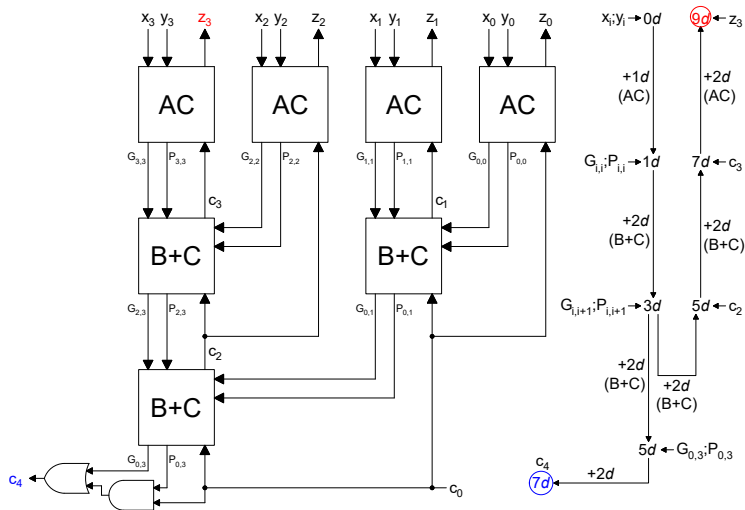 x3 y3 z3 x2 y2 z2 x1 y1 z1 x0 y0 z0 xi;yi 0d 9d z3
+1d +2d
(AC) (AC)
AC AC AC AC
G3,3 P3,3 G2,2 P2,2 G1,1 P1,1 G0,0 P0,0 Gi,i;Pi,i 1d 7d c3
c3 c1
+2d +2d
(B+C) (B+C)
B+C B+C
G2,3 P2,3 G0,1 P0,1 Gi,i+1;Pi,i+1 3d 5d c2
c2
+2d
(B+C) +2d
(B+C)
B+C
G0,3 P0,3 5d G0,3;P0,3
c4 c4 +2d
7d
c0